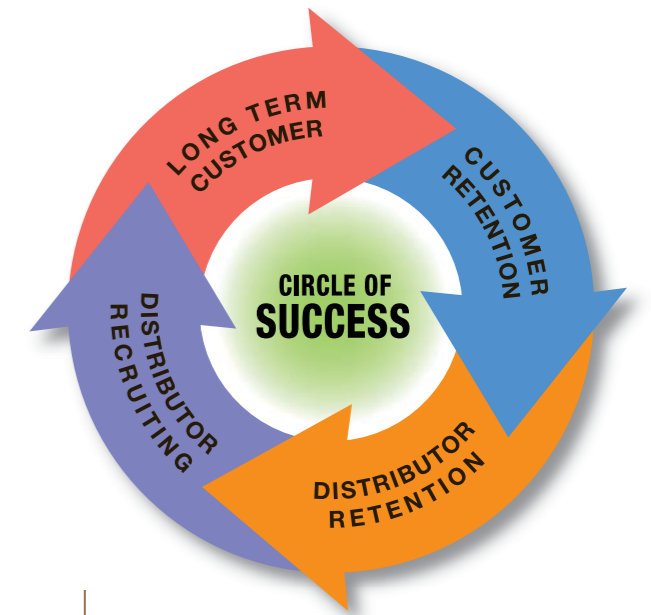 LONG TERM
CUSTOMER
CUSTOMER
RETENTION
DISTRIBUTOR
RETENTION
DISTRIBUTOR
RECRUITING
CIRCLE OF
SUCCESS